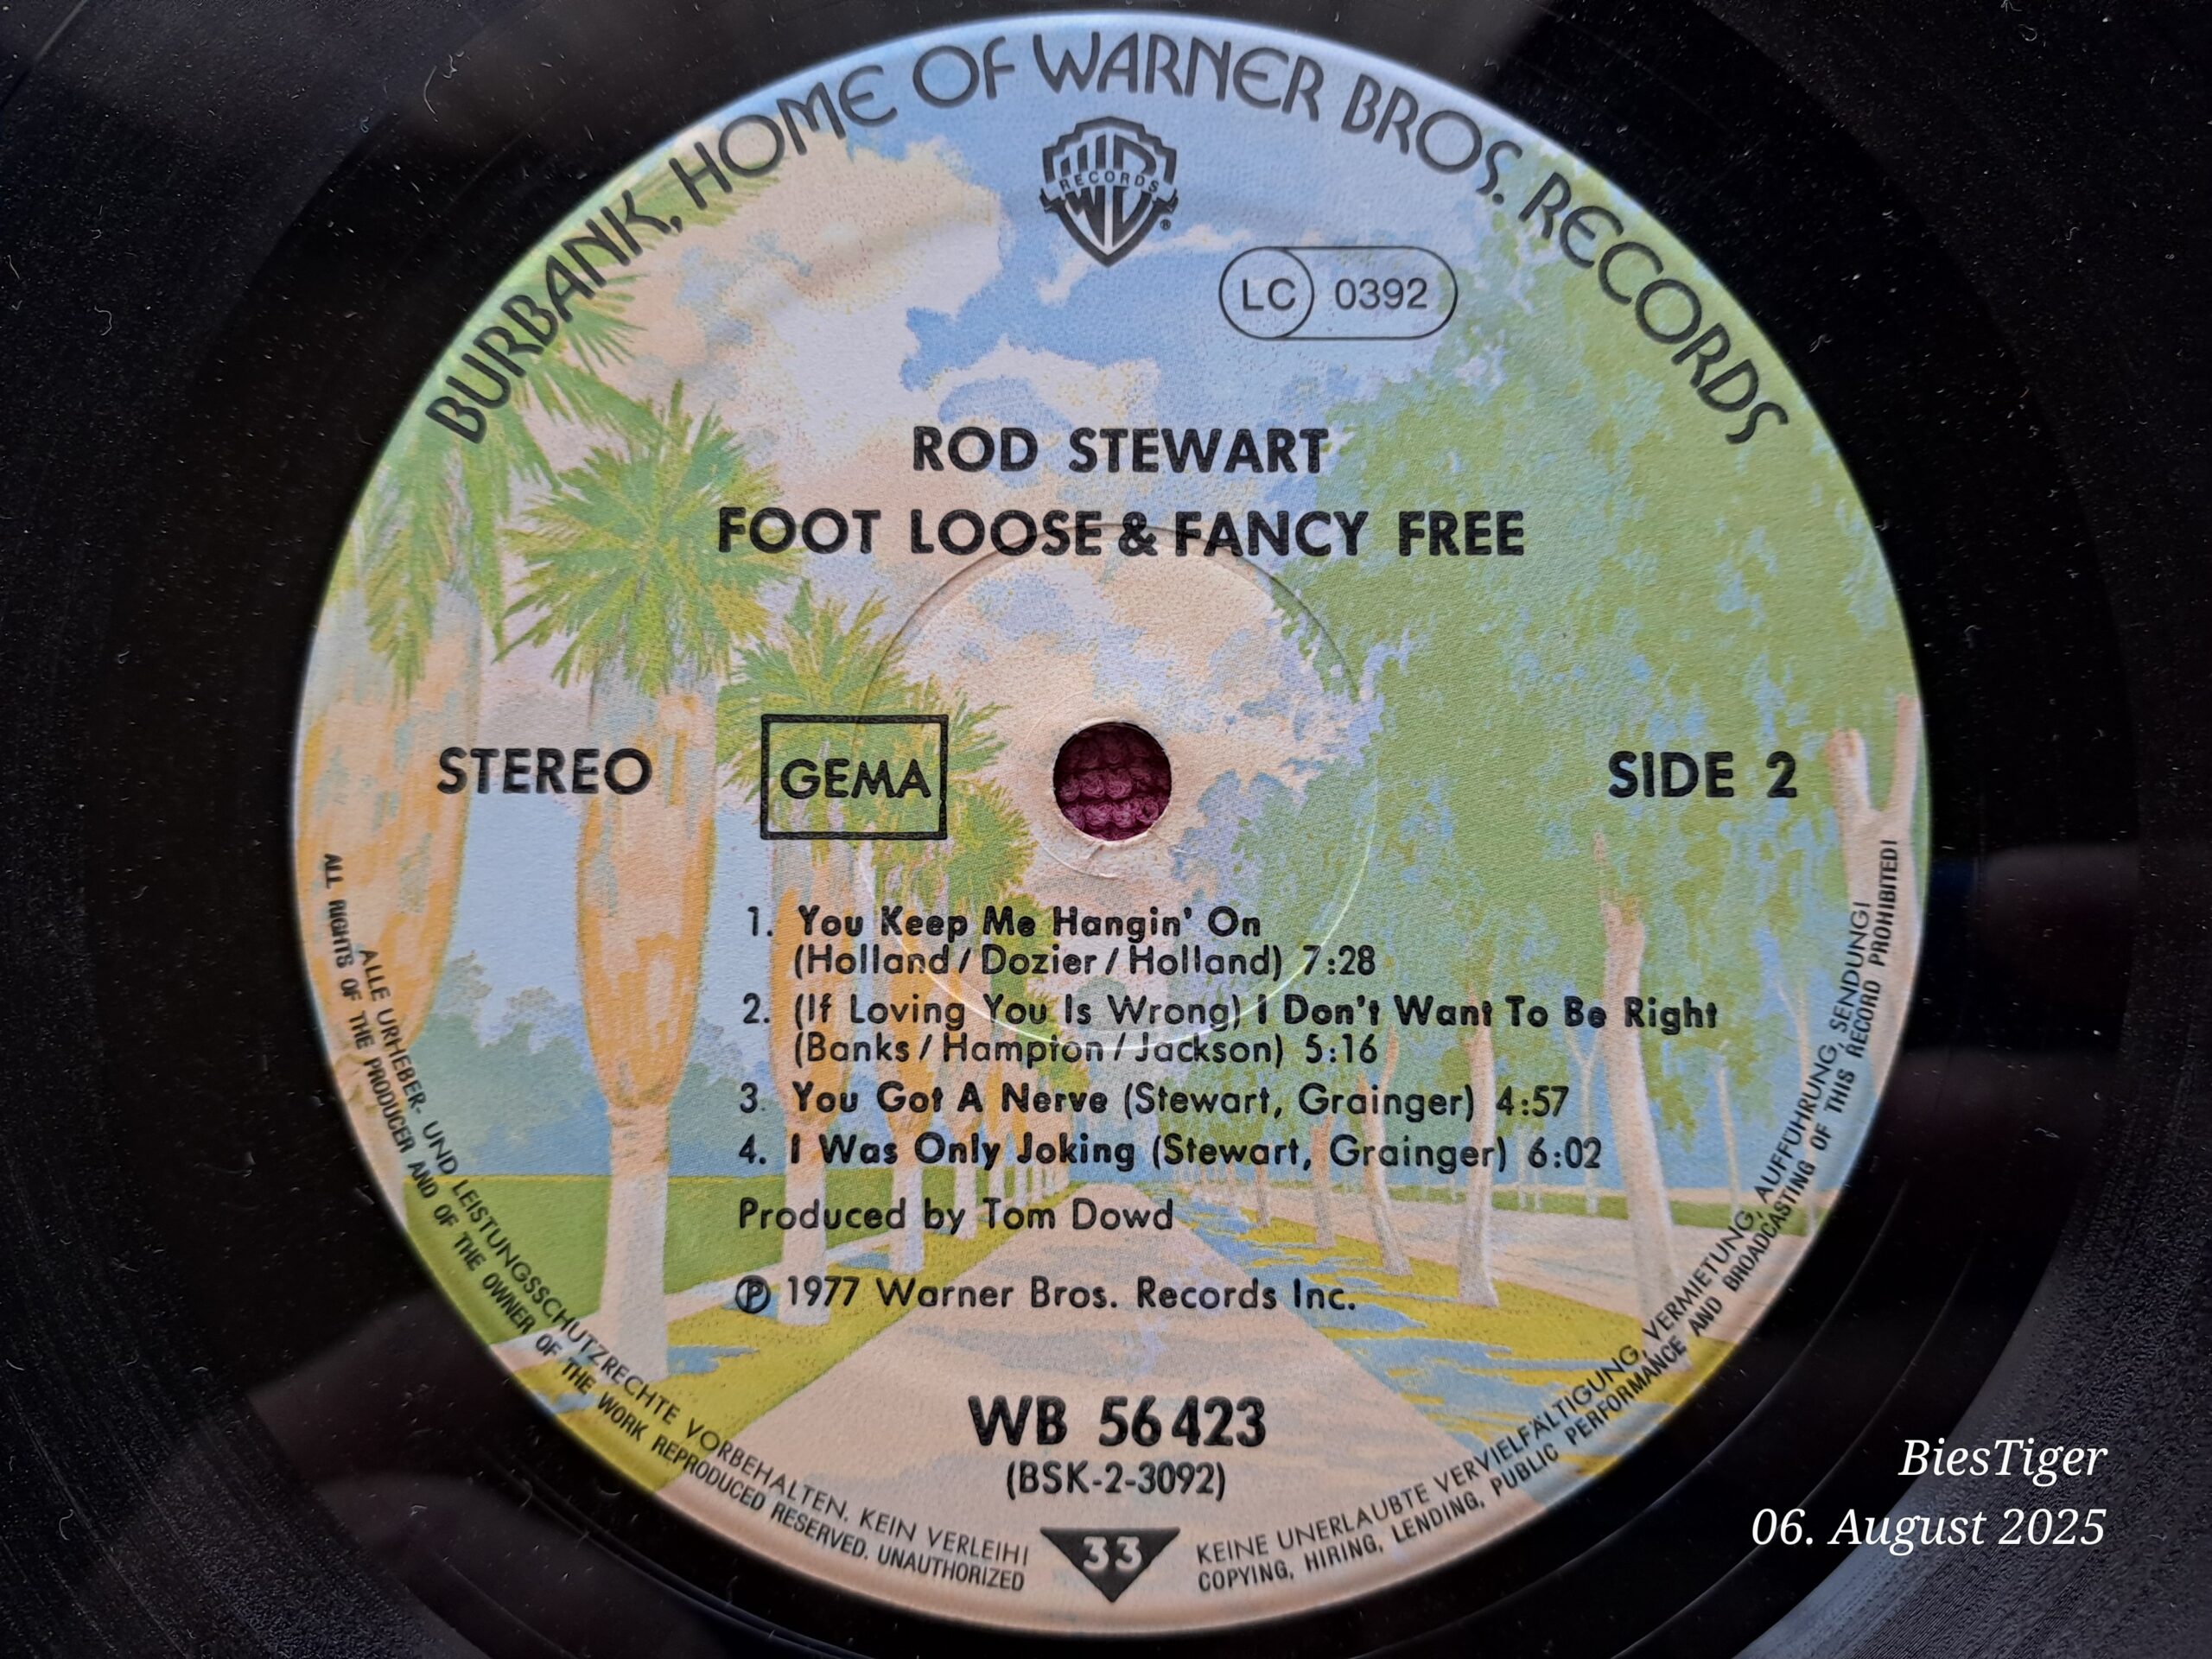 BURBANK, HOME OF WARNER BROS. RECORDS
RECORDS
®
LC 0392
ROD STEWART
FOOT LOOSE & FANCY FREE
STEREO
GEMA
SIDE 2
1. You Keep Me Hangin' On
(Holland / Dozier / Holland) 7:28
2. (If Loving You Is Wrong) I Don't Want To Be Right
(Banks / Hampton / Jackson) 5:16
3. You Got A Nerve (Stewart, Grainger) 4:57
4. I Was Only Joking (Stewart, Grainger) 6:02
Produced by Tom Dowd
℗ 1977 Warner Bros. Records Inc.
WB 56 423
(BSK-2-3092)
33
ALLE URHEBER- UND LEISTUNGSSCHUTZRECHTE VORBEHALTEN. KEIN VERLEIH! KEINE UNERLAUBTE VERVIELFÄLTIGUNG, VERMIETUNG, AUFFÜHRUNG, SENDUNG!
ALL RIGHTS OF THE PRODUCER AND OF THE OWNER OF THE WORK REPRODUCED RESERVED. UNAUTHORIZED COPYING, HIRING, LENDING, PUBLIC PERFORMANCE AND BROADCASTING OF THIS RECORD PROHIBITED!
BiesTiger
06. August 2025